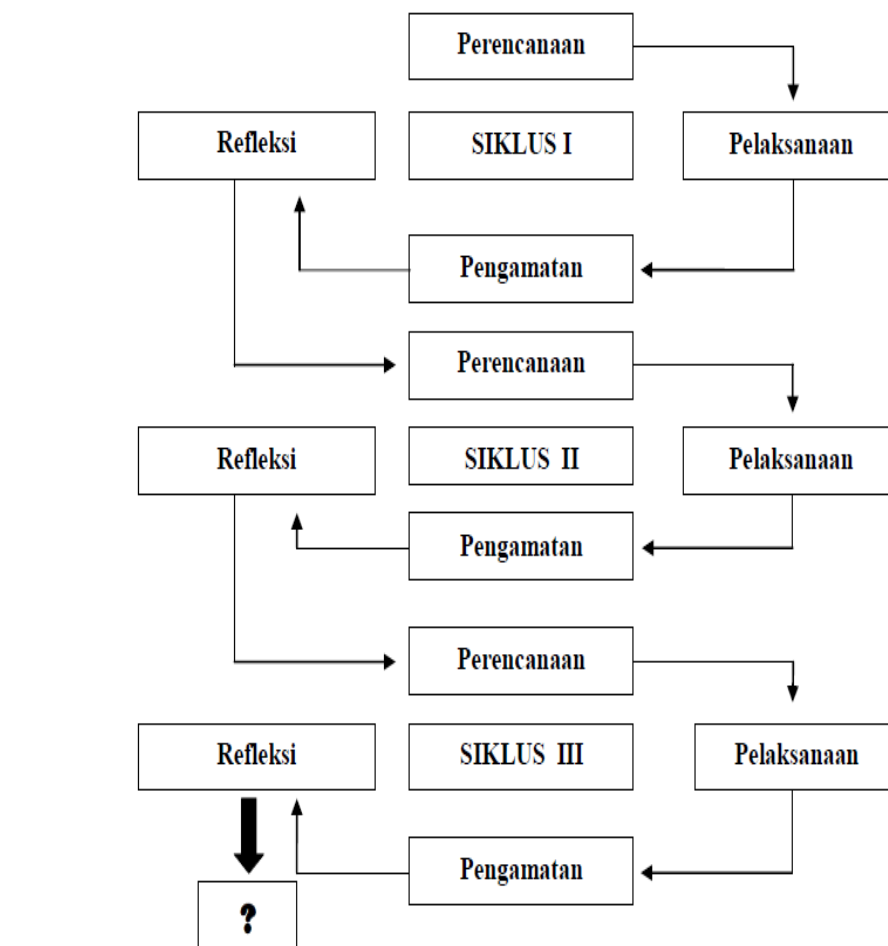 Perencanaan
Refleksi
SIKLUS I
Pelaksanaan
Pengamatan
Perencanaan
Refleksi
SIKLUS II
Pelaksanaan
Pengamatan
Perencanaan
Refleksi
SIKLUS III
Pelaksanaan
Pengamatan
?